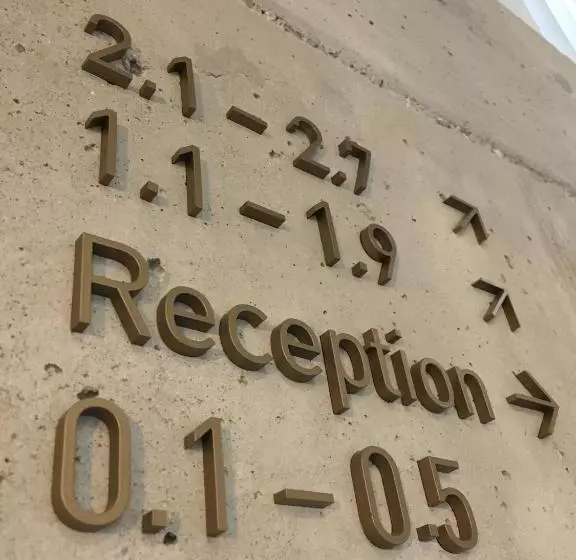 2.1 – 2.7
1.1 – 1.9
Reception
0.1 – 0.5